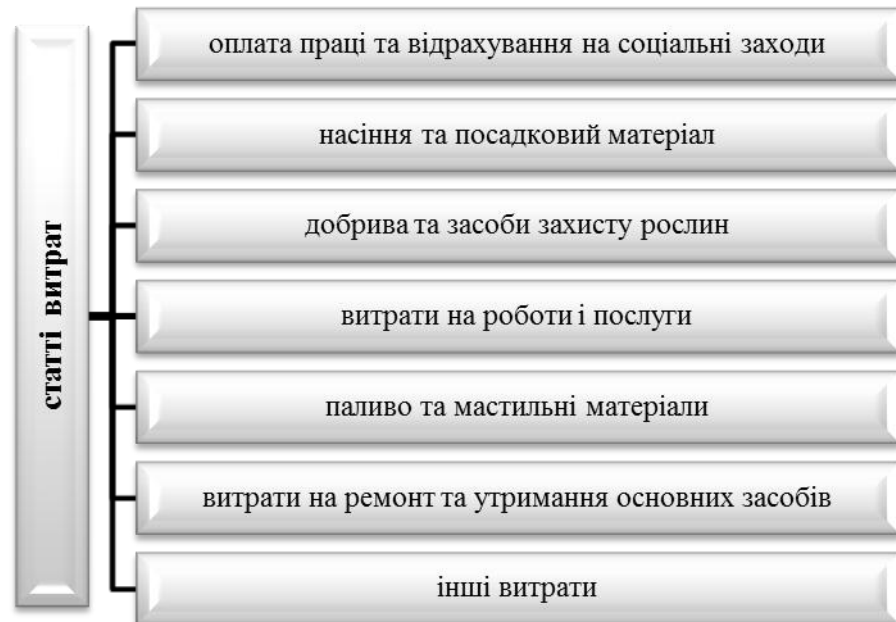 статті витрат
оплата праці та відрахування на соціальні заходи
насіння та посадковий матеріал
добрива та засоби захисту рослин
витрати на роботи і послуги
паливо та мастильні матеріали
витрати на ремонт та утримання основних засобів
інші витрати